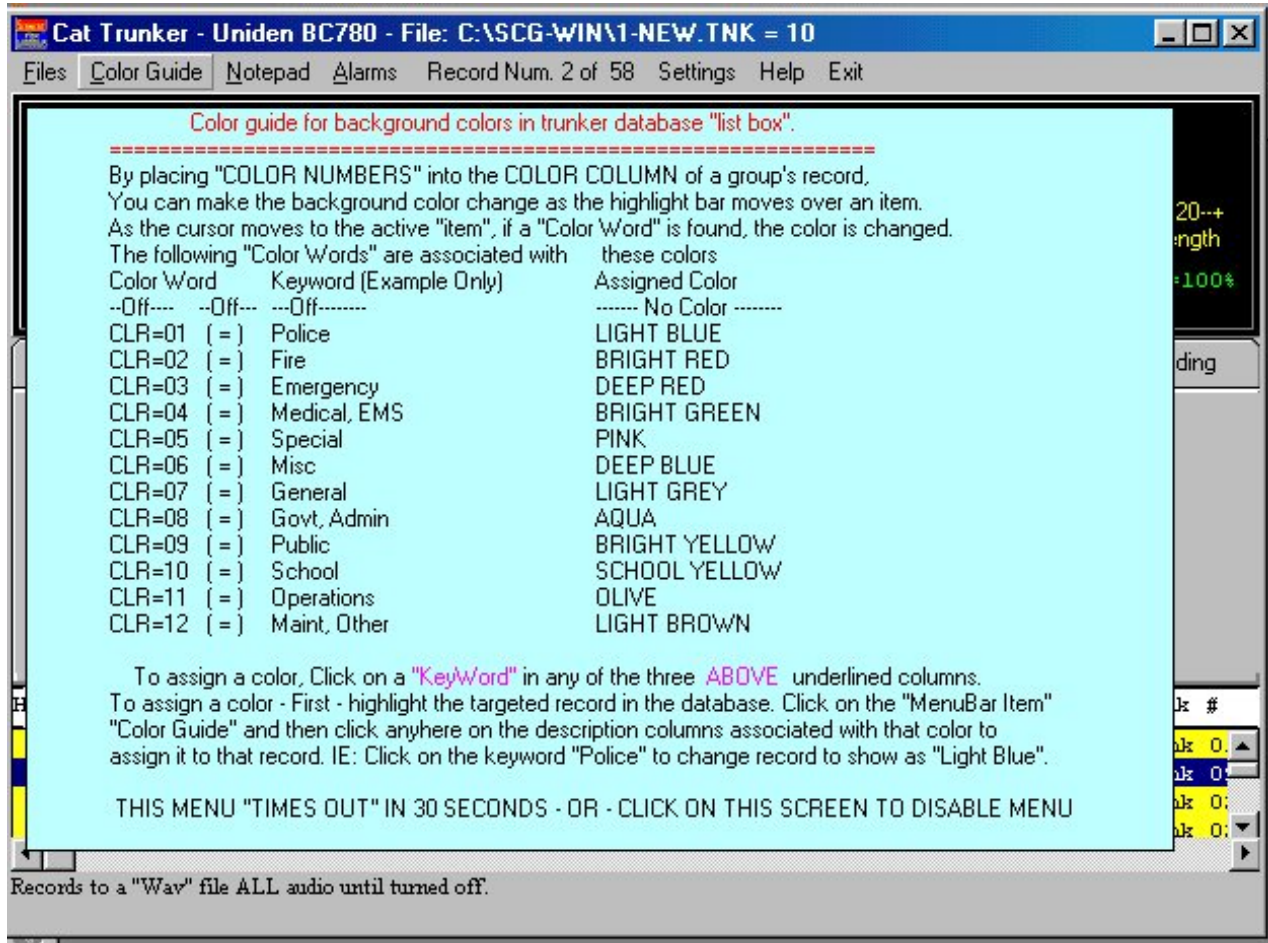 Cat Trunker - Uniden BC780 - File: C:\SCG-WIN\1-NEW.TNK = 10
Files Color Guide Notepad Alarms Record Num. 2 of 58 Settings Help Exit
Color guide for background colors in trunker database "list box".
===============================================================
By placing "COLOR NUMBERS" into the COLOR COLUMN of a group's record,
You can make the background color change as the highlight bar moves over an item.
As the cursor moves to the active "item", if a "Color Word" is found, the color is changed.
The following "Color Words" are associated with these colors
Color Word Keyword (Example Only) Assigned Color
--Off---- --Off--- ---Off-------- ------- No Color --------
CLR=01 ( = ) Police LIGHT BLUE
CLR=02 ( = ) Fire BRIGHT RED
CLR=03 ( = ) Emergency DEEP RED
CLR=04 ( = ) Medical, EMS BRIGHT GREEN
CLR=05 ( = ) Special PINK
CLR=06 ( = ) Misc DEEP BLUE
CLR=07 ( = ) General LIGHT GREY
CLR=08 ( = ) Govt, Admin AQUA
CLR=09 ( = ) Public BRIGHT YELLOW
CLR=10 ( = ) School SCHOOL YELLOW
CLR=11 ( = ) Operations OLIVE
CLR=12 ( = ) Maint, Other LIGHT BROWN
To assign a color, Click on a "KeyWord" in any of the three ABOVE underlined columns.
To assign a color - First - highlight the targeted record in the database. Click on the "MenuBar Item"
"Color Guide" and then click anyhere on the description columns associated with that color to
assign it to that record. IE: Click on the keyword "Police" to change record to show as "Light Blue".
THIS MENU "TIMES OUT" IN 30 SECONDS - OR - CLICK ON THIS SCREEN TO DISABLE MENU
20--+
ength
=100%
ding
H k #
nk 0.
nk 0
nk 0
nk 0
Records to a "Wav" file ALL audio until turned off.